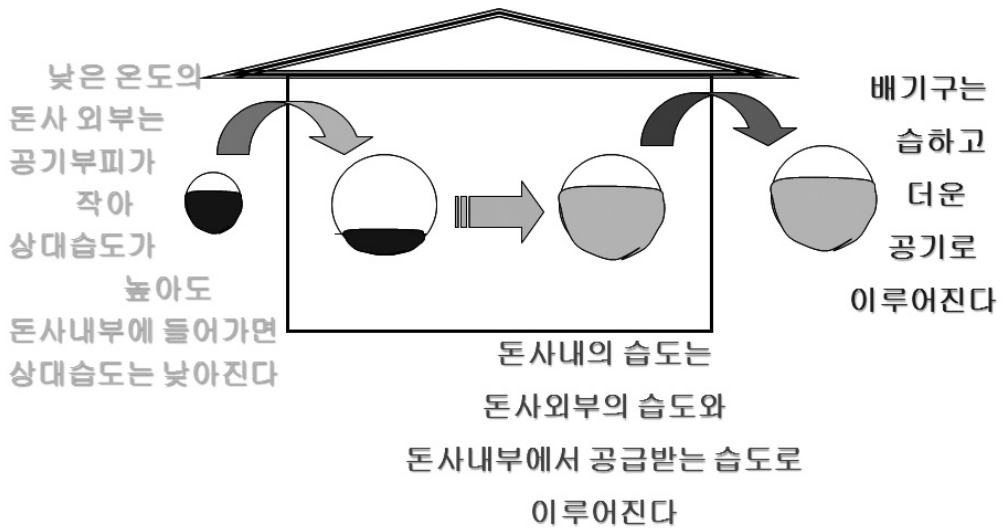 낮은 온도의
돈사 외부는
공기부피가
작아
상대습도가
높아도
돈사내부에 들어가면
상대습도는 낮아진다
돈사내의 습도는
돈사외부의 습도와
돈사내부에서 공급받는 습도로
이루어진다
배기구는
습하고
더운
공기로
이루어진다